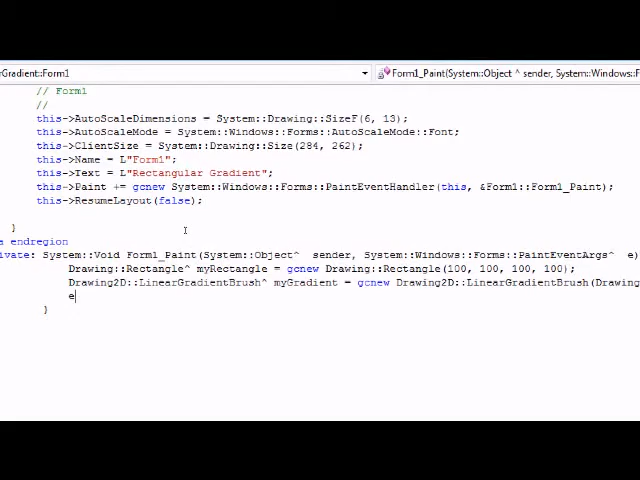 erGradient::Form1
Form1_Paint(System::Object ^ sender, System::Windows::F
// Form1
//
this->AutoScaleDimensions = System::Drawing::SizeF(6, 13);
this->AutoScaleMode = System::Windows::Forms::AutoScaleMode::Font;
this->ClientSize = System::Drawing::Size(284, 262);
this->Name = L"Form1";
this->Text = L"Rectangular Gradient";
this->Paint += gcnew System::Windows::Forms::PaintEventHandler(this, &Form1::Form1_Paint);
this->ResumeLayout(false);
}
a endregion
ivate: System::Void Form1_Paint(System::Object^ sender, System::Windows::Forms::PaintEventArgs^ e)
Drawing::Rectangle^ myRectangle = gcnew Drawing::Rectangle(100, 100, 100, 100);
Drawing2D::LinearGradientBrush^ myGradient = gcnew Drawing2D::LinearGradientBrush(Drawing
e
}